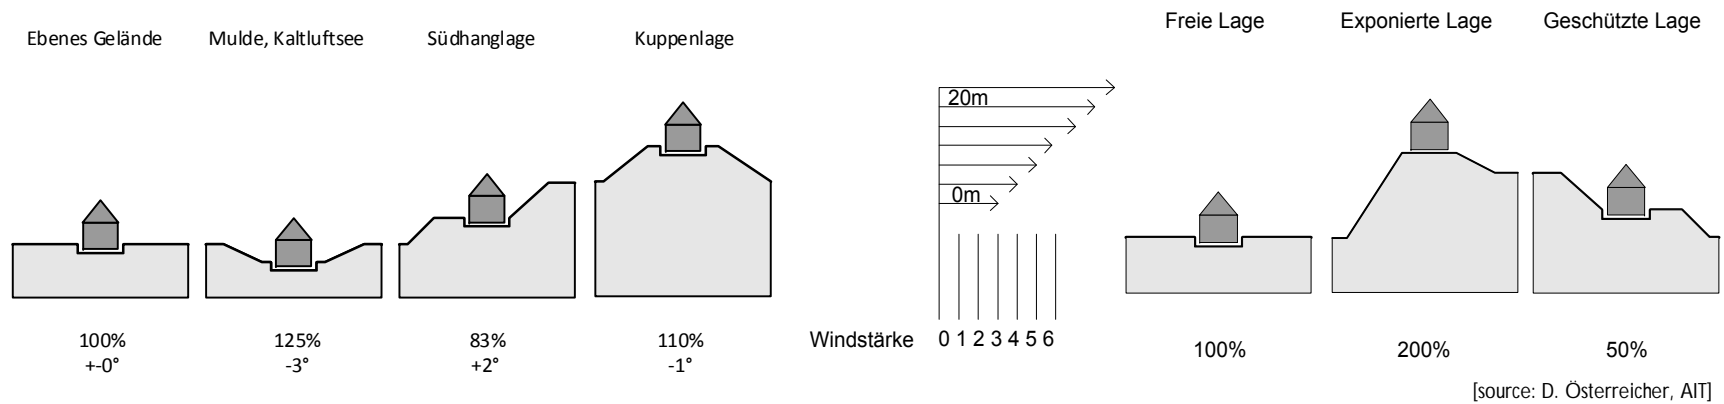 Ebenes Gelände
Mulde, Kaltluftsee
Südhanglage
Kuppenlage
100%
+-0°
125%
-3°
83%
+2°
110%
-1°
20m
0m
Windstärke 0 1 2 3 4 5 6
Freie Lage
Exponierte Lage
Geschützte Lage
100%
200%
50%
[source: D. Österreicher, AIT]